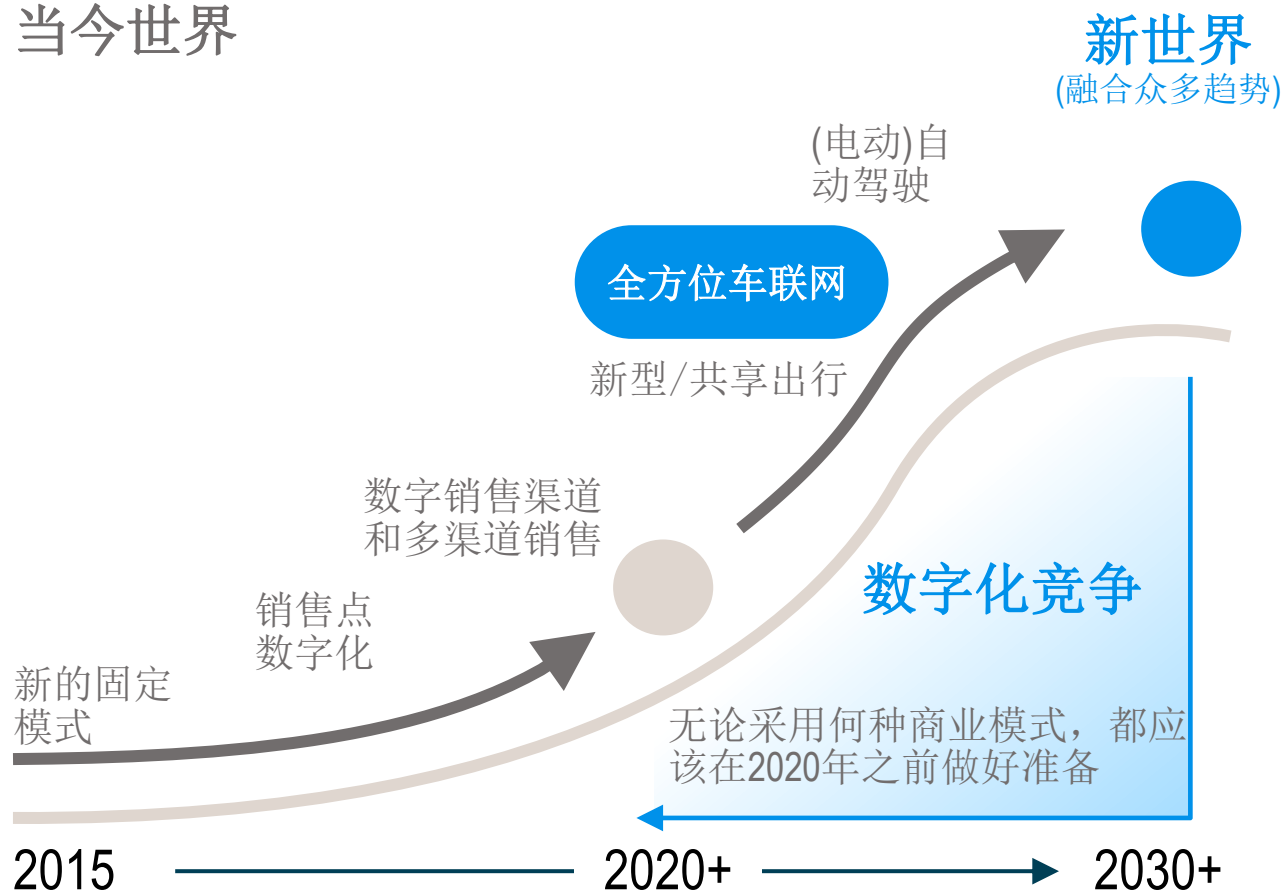 当今世界
新世界
(融合众多趋势)
(电动)自
动驾驶
全方位车联网
新型/共享出行
数字销售渠道
和多渠道销售
数字化竞争
销售点
数字化
新的固定
模式
无论采用何种商业模式，都应
该在2020年之前做好准备
2015
2020+
2030+